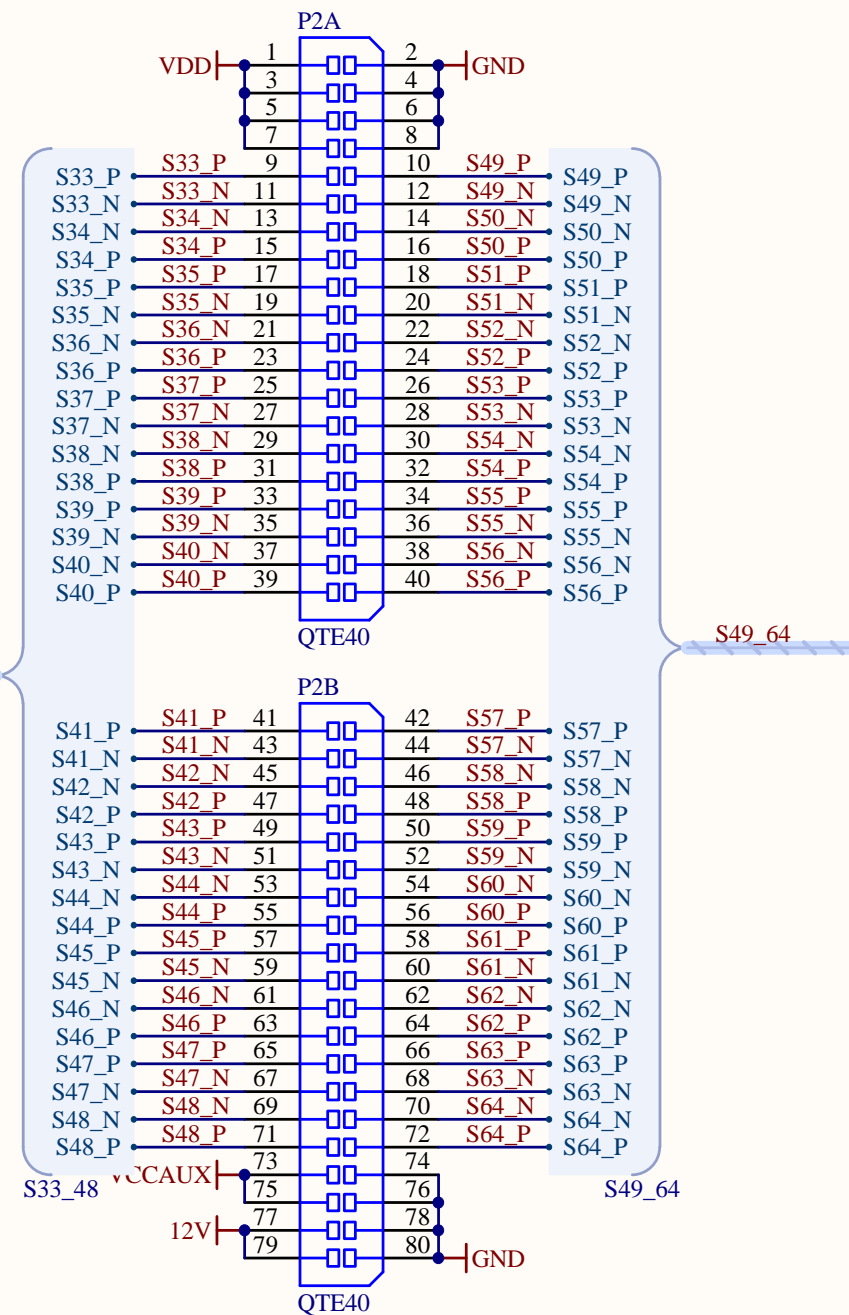 P2A
VDD 1 2 GND
3 4
5 6
7 8
S33_P S33_P 9 10 S49_P S49_P
S33_N S33_N 11 12 S49_N S49_N
S34_N S34_N 13 14 S50_N S50_N
S34_P S34_P 15 16 S50_P S50_P
S35_P S35_P 17 18 S51_P S51_P
S35_N S35_N 19 20 S51_N S51_N
S36_N S36_N 21 22 S52_N S52_N
S36_P S36_P 23 24 S52_P S52_P
S37_P S37_P 25 26 S53_P S53_P
S37_N S37_N 27 28 S53_N S53_N
S38_N S38_N 29 30 S54_N S54_N
S38_P S38_P 31 32 S54_P S54_P
S39_P S39_P 33 34 S55_P S55_P
S39_N S39_N 35 36 S55_N S55_N
S40_N S40_N 37 38 S56_N S56_N
S40_P S40_P 39 40 S56_P S56_P
QTE40 S49_64
P2B
S41_P S41_P 41 42 S57_P S57_P
S41_N S41_N 43 44 S57_N S57_N
S42_N S42_N 45 46 S58_N S58_N
S42_P S42_P 47 48 S58_P S58_P
S43_P S43_P 49 50 S59_P S59_P
S43_N S43_N 51 52 S59_N S59_N
S44_N S44_N 53 54 S60_N S60_N
S44_P S44_P 55 56 S60_P S60_P
S45_P S45_P 57 58 S61_P S61_P
S45_N S45_N 59 60 S61_N S61_N
S46_N S46_N 61 62 S62_N S62_N
S46_P S46_P 63 64 S62_P S62_P
S47_P S47_P 65 66 S63_P S63_P
S47_N S47_N 67 68 S63_N S63_N
S48_N S48_N 69 70 S64_N S64_N
S48_P S48_P 71 72 S64_P S64_P
S33_48 VCCAUX 73 74 S49_64
75 76
12V 77 78
79 80 GND
QTE40